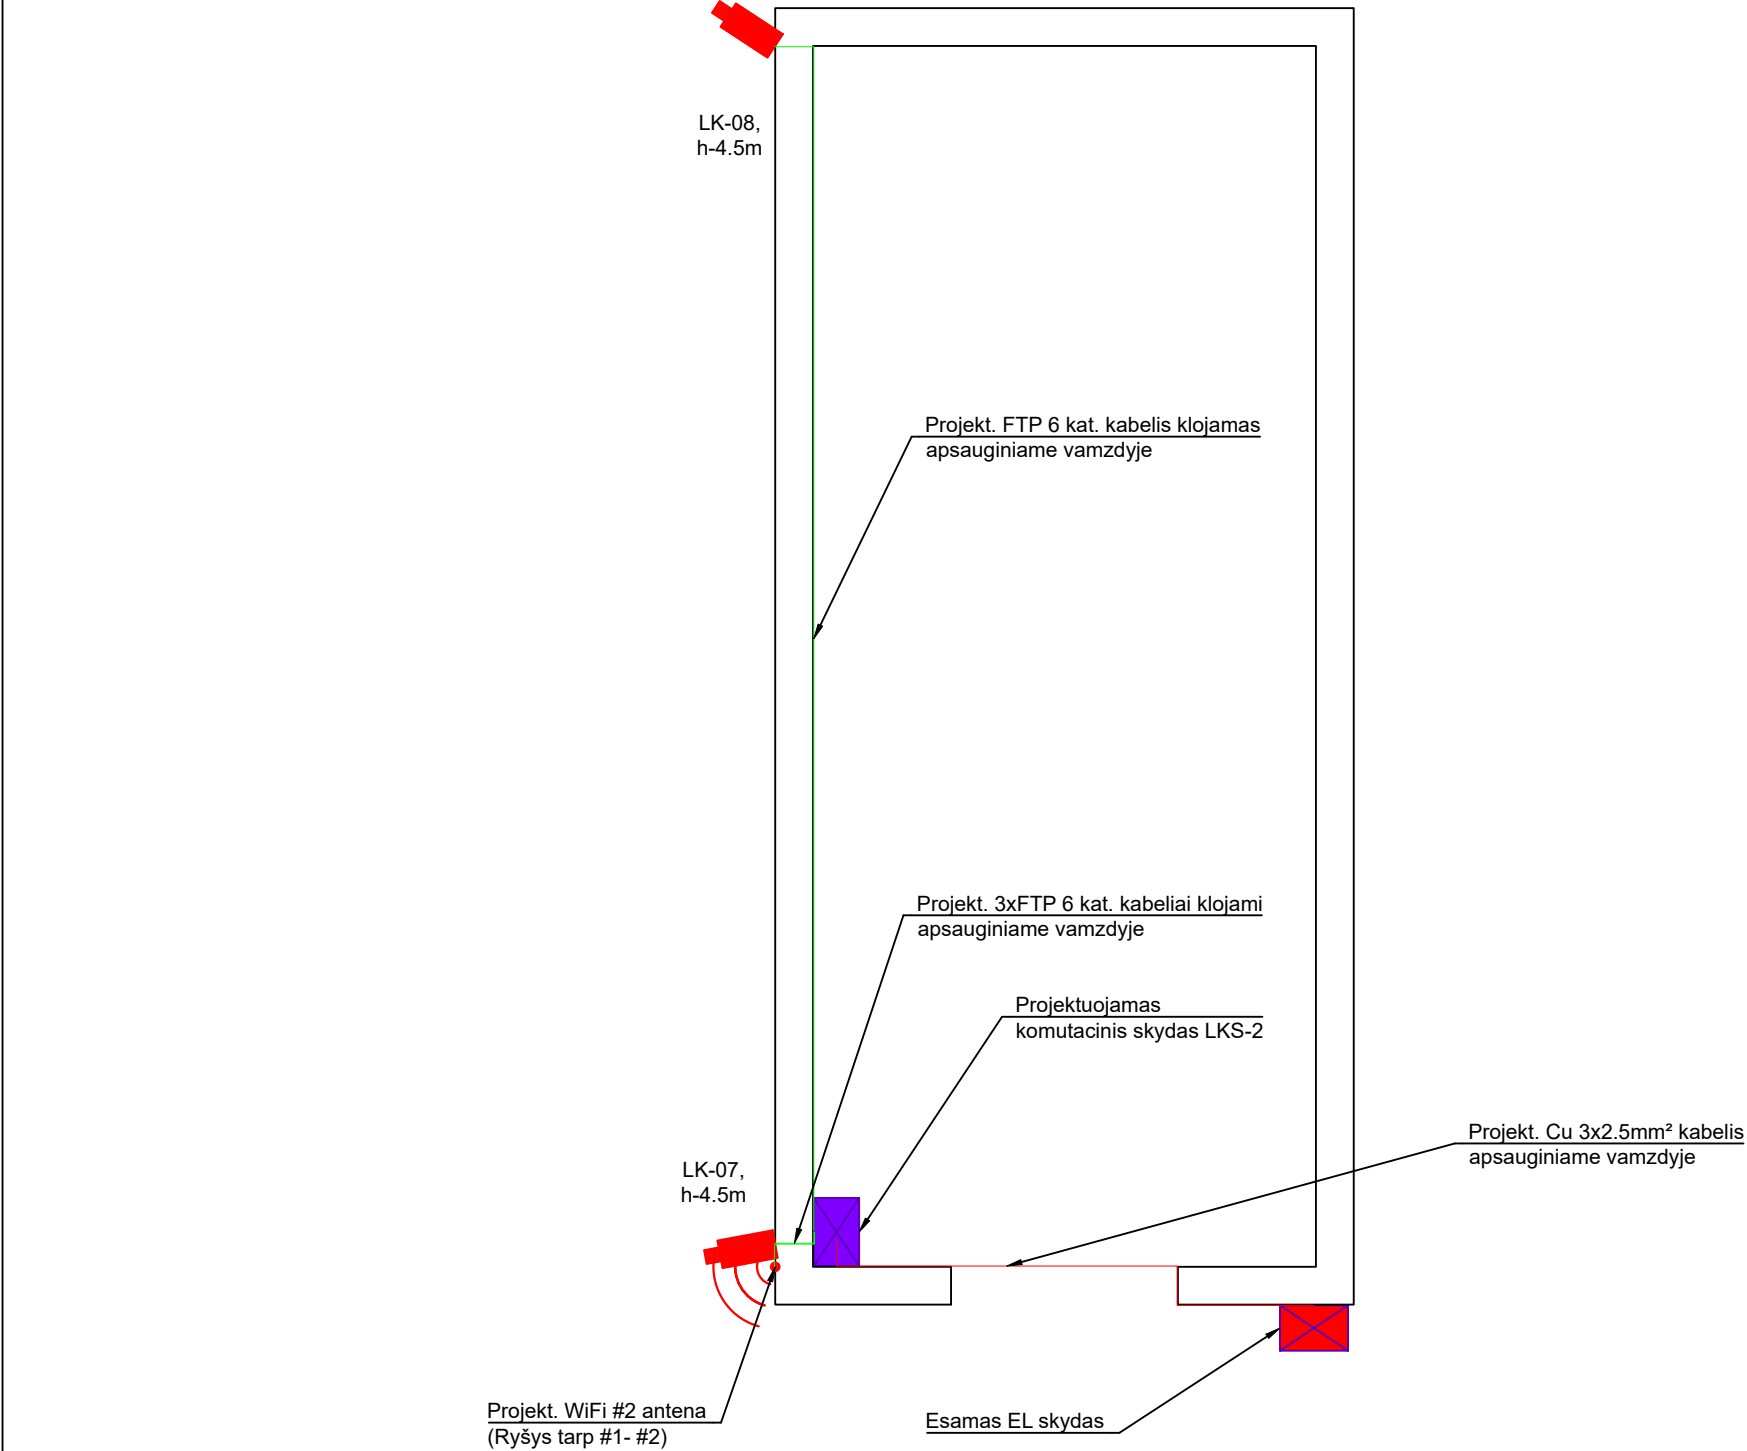 LK-08,
h-4.5m
Projekt. FTP 6 kat. kabelis klojamas
apsauginiame vamzdyje
Projekt. 3xFTP 6 kat. kabeliai klojami
apsauginiame vamzdyje
Projektuojamas
komutacinis skydas LKS-2
Projekt. Cu 3x2.5mm² kabelis
apsauginiame vamzdyje
LK-07,
h-4.5m
Projekt. WiFi #2 antena
(Ryšys tarp #1- #2)
Esamas EL skydas